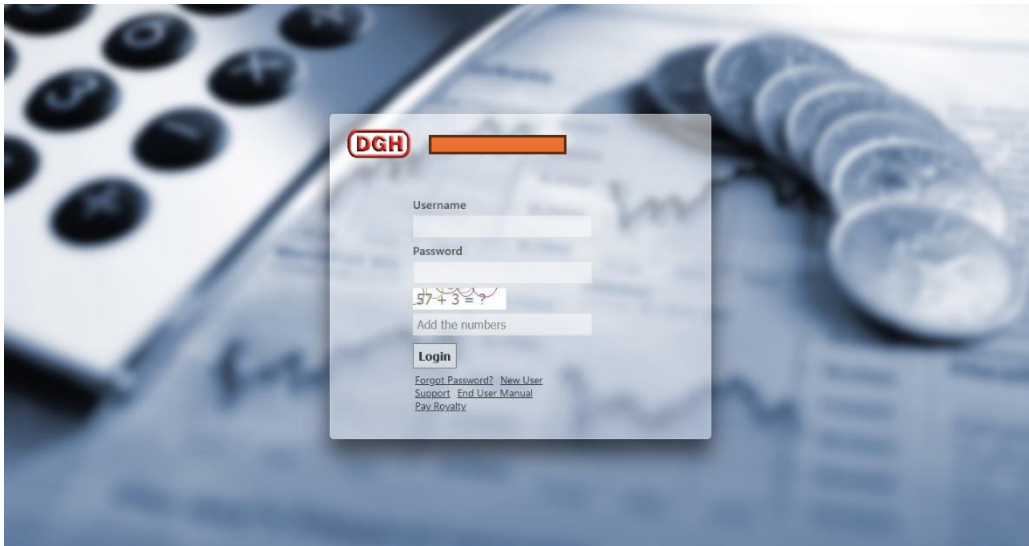 DGH
Username
Password
57 + 3 = ?
Add the numbers
Login
Forgot Password? New User
Support End User Manual
Pay Royalty